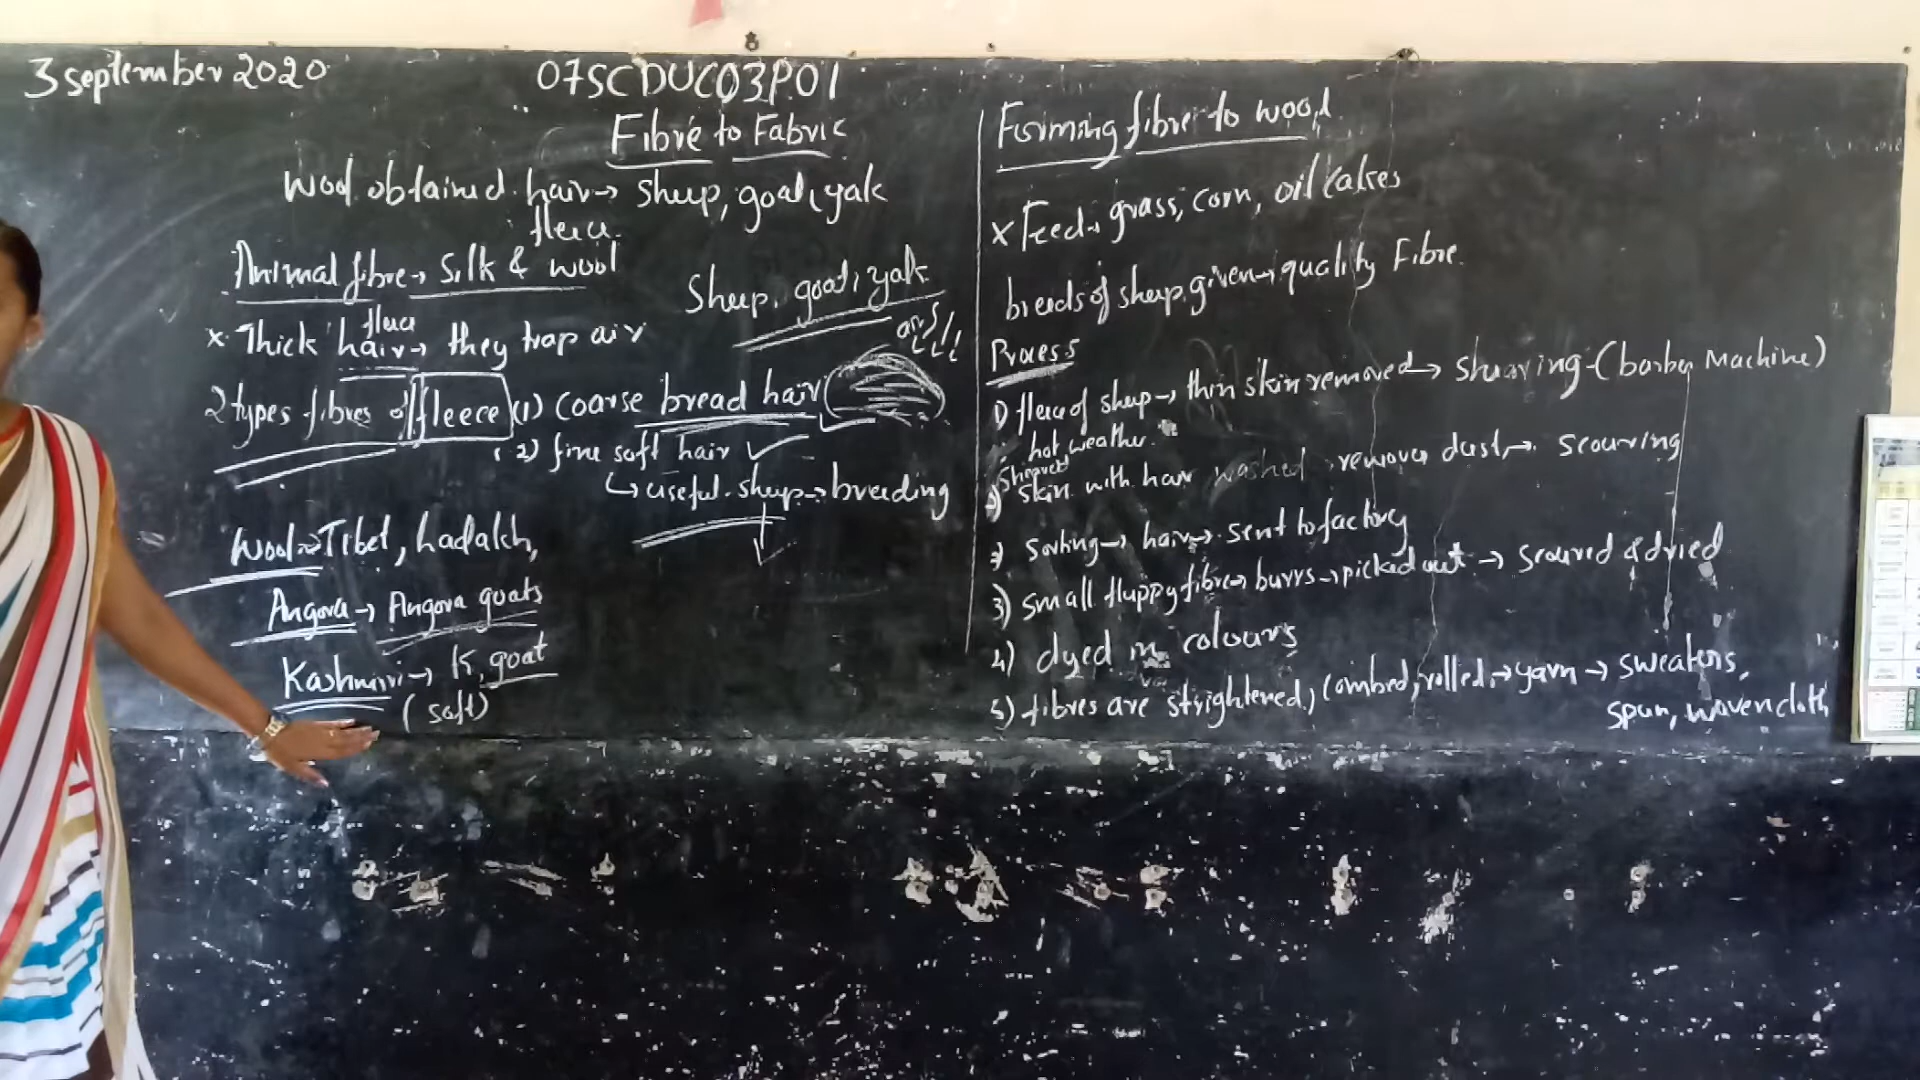 3 september 2020
07SCDUC03P01
Fibre to Fabric
Wool obtained hair → sheep, goat, yak
fleece.
Animal fibre → Silk & wool
Sheep, goat, yak
x Thick hair → they trap air
fleece
2 types fibres of fleece (1) coarse bread hair
(2) fine soft hair ✓
↳ useful sheep → breeding
Wool → Tibet, Ladakh,
Angora → Angora goats
Kashmiri → K. goat
(soft)
Forming fibre to wool
x Feed → grass, corn, oil cakes
breeds of sheep given → quality Fibre.
Process
1) fleece of sheep → thin skin removed → shearing - (barber Machine)
hot weather.
skin with hair washed remover dust → scouring
sorting → hair → sent to factory
3) small fluppy fibre → burrs → picked out → scoured & dried
4) dyed in colours
5) fibres are strightened, combed, rolled → yarn → sweaters,
spun, woven cloth